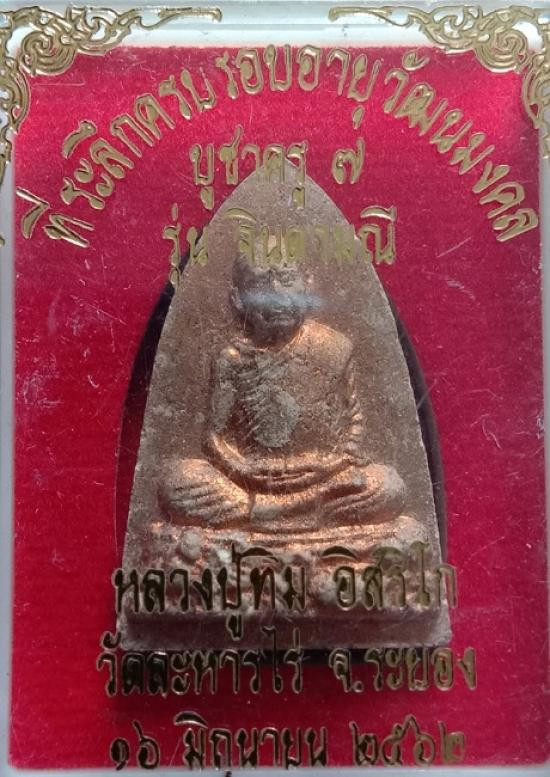 ที่ระลึกครบรอบอายุวัฒนมงคล
บูชาครู ๗
รุ่น จินดามณี
หลวงปู่ทิม อิสริโก
วัดละหารไร่ จ.ระยอง
๑๖ มิถุนายน ๒๕๖๒